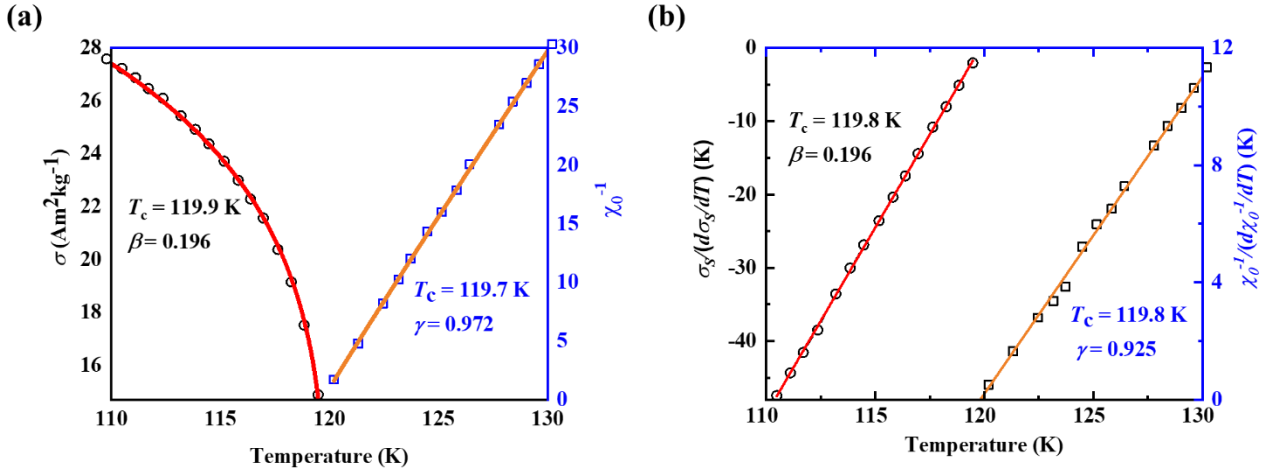 (a)
28
26
24
22
20
18
16
σ (Am²kg⁻¹)
T_c = 119.9 K
β = 0.196
T_c = 119.7 K
γ = 0.972
30
25
20
15
10
5
0
χ₀⁻¹
110 115 120 125 130
Temperature (K)
(b)
0
-10
-20
-30
-40
σ_S/(dσ_S/dT) (K)
T_c = 119.8 K
β = 0.196
T_c = 119.8 K
γ = 0.925
12
8
4
0
χ₀⁻¹/(dχ₀⁻¹/dT) (K)
110 115 120 125 130
Temperature (K)